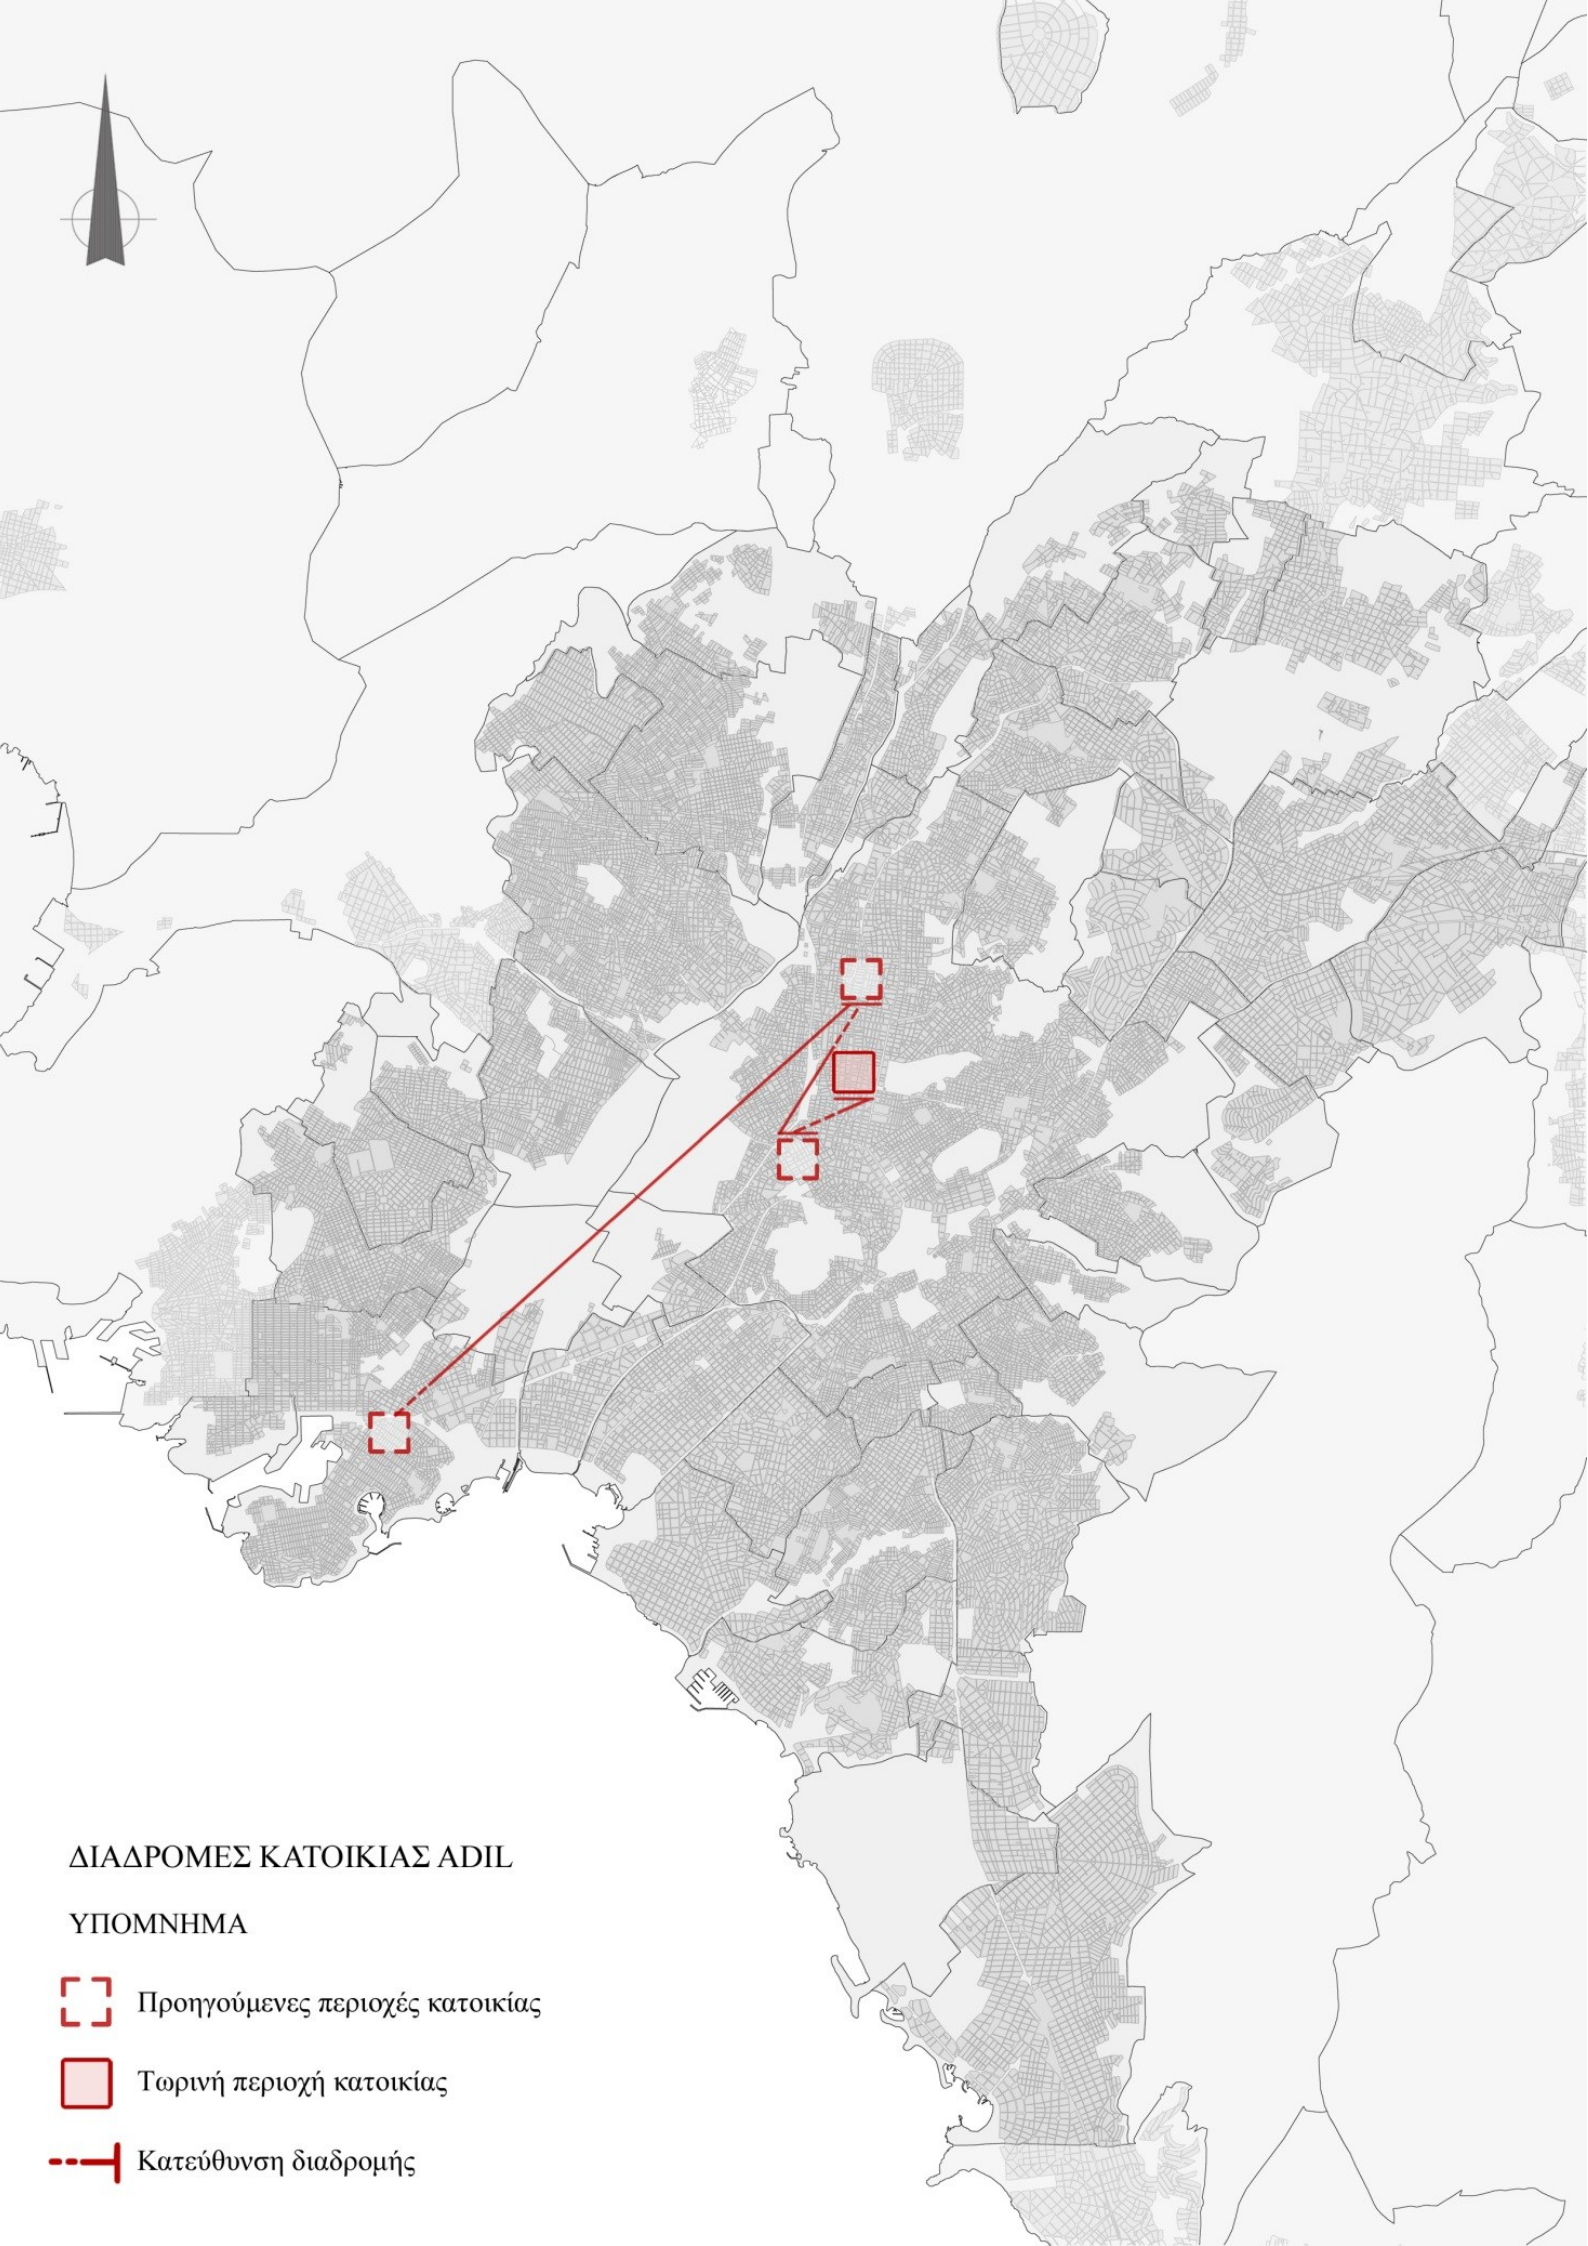 ΔΙΑΔΡΟΜΕΣ ΚΑΤΟΙΚΙΑΣ ADIL
ΥΠΟΜΝΗΜΑ
Προηγούμενες περιοχές κατοικίας
Τωρινή περιοχή κατοικίας
Κατεύθυνση διαδρομής